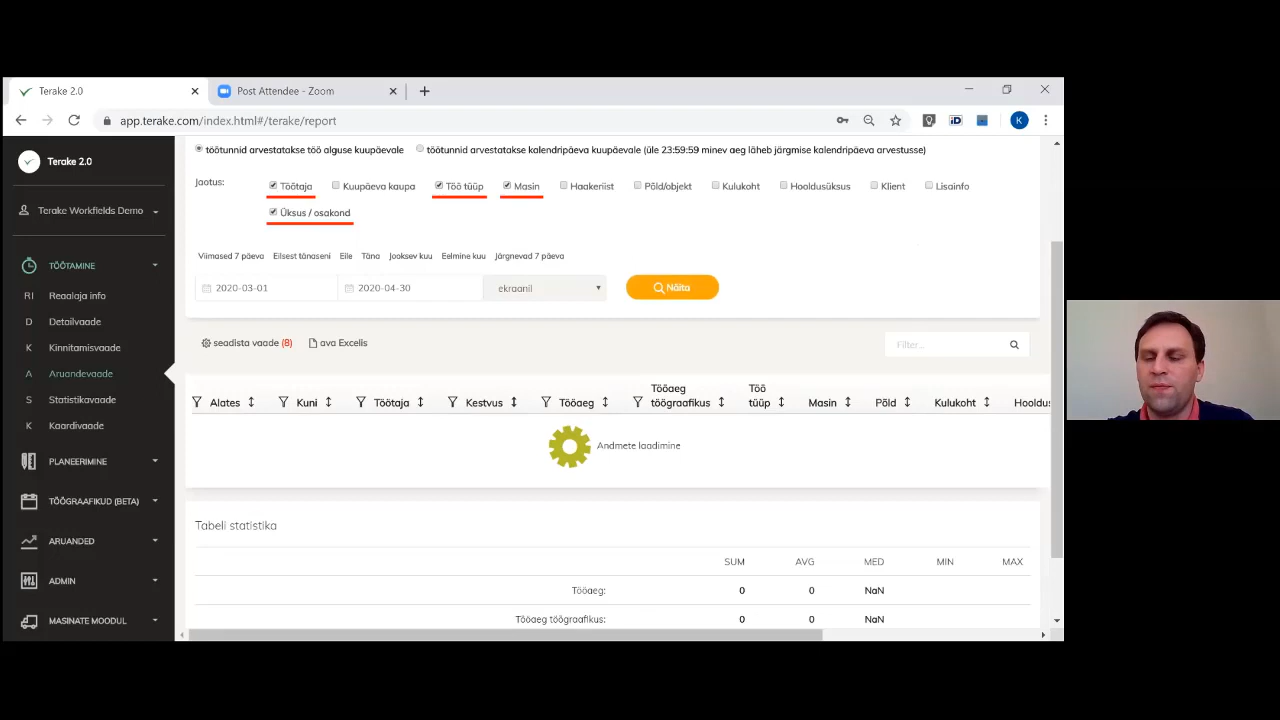 Terake 2.0
Post Attendee - Zoom
app.terake.com/index.html#/terake/report
K
Terake 2.0
Terake Workfields Demo
TÖÖTAMINE
RI Reaalaja info
D Detailvaade
K Kinnitamisvaade
A Aruandevaade
S Statistikavaade
K Kaardivaade
PLANEERIMINE
TÖÖGRAAFIKUD (BETA)
ARUANDED
ADMIN
MASINATE MOODUL
töötunnid arvestatakse töö alguse kuupäevale töötunnid arvestatakse kalendripäeva kuupäevale (üle 23:59:59 minev aeg läheb järgmise kalendripäeva arvestusse)
Jaotus: Töötaja Kuupäeva kaupa Töö tüüp Masin Haakeriist Põld/objekt Kulukoht Hooldusüksus Klient Lisainfo
Üksus / osakond
Viimased 7 päeva Eilsest tänaseni Eile Täna Jooksev kuu Eelmine kuu Järgnevad 7 päeva
2020-03-01 2020-04-30 ekraanil Näita
seadista vaade (8) ava Excelis Filter...
Alates Kuni Töötaja Kestvus Tööaeg Tööaeg töögraafikus Töö tüüp Masin Põld Kulukoht Hooldus
Andmete laadimine
Tabeli statistika
SUM AVG MED MIN MAX
Tööaeg: 0 0 NaN
Tööaeg töögraafikus: 0 0 NaN